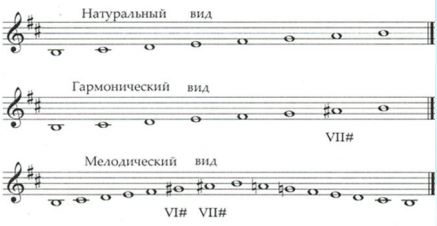 Натуральный вид
Гармонический вид
VII#
Мелодический вид
VI# VII#